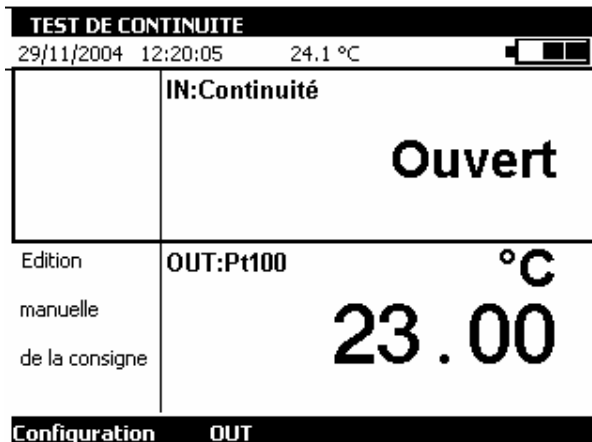 TEST DE CONTINUITE
29/11/2004 12:20:05 24.1 °C
IN:Continuité
Ouvert
Edition
manuelle
de la consigne
OUT:Pt100
°C
23.00
Configuration OUT